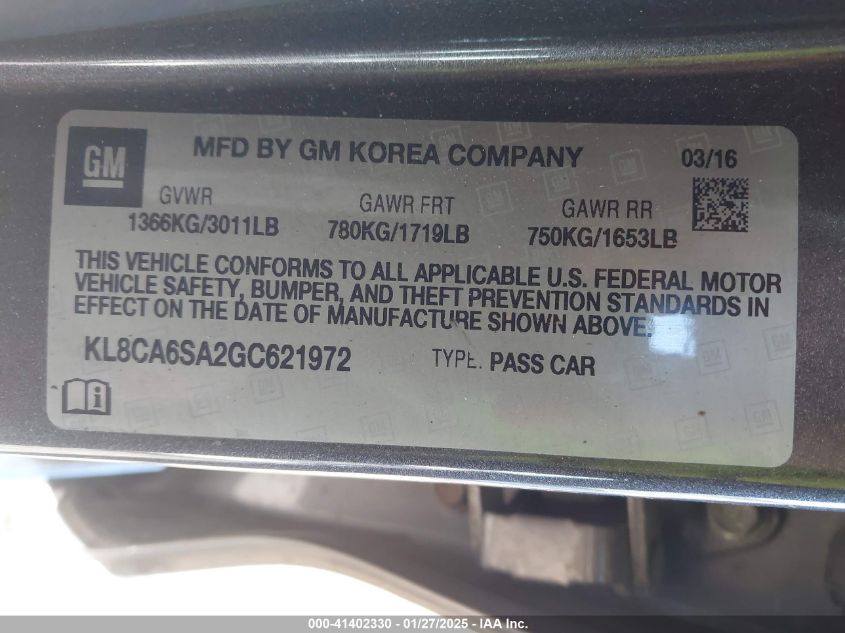 GM
MFD BY GM KOREA COMPANY 03/16
GVWR GAWR FRT GAWR RR
1366KG/3011LB 780KG/1719LB 750KG/1653LB
THIS VEHICLE CONFORMS TO ALL APPLICABLE U.S. FEDERAL MOTOR
VEHICLE SAFETY, BUMPER, AND THEFT PREVENTION STANDARDS IN
EFFECT ON THE DATE OF MANUFACTURE SHOWN ABOVE.
KL8CA6SA2GC621972 TYPE: PASS CAR
000-41402330 - 01/27/2025 - IAA Inc.